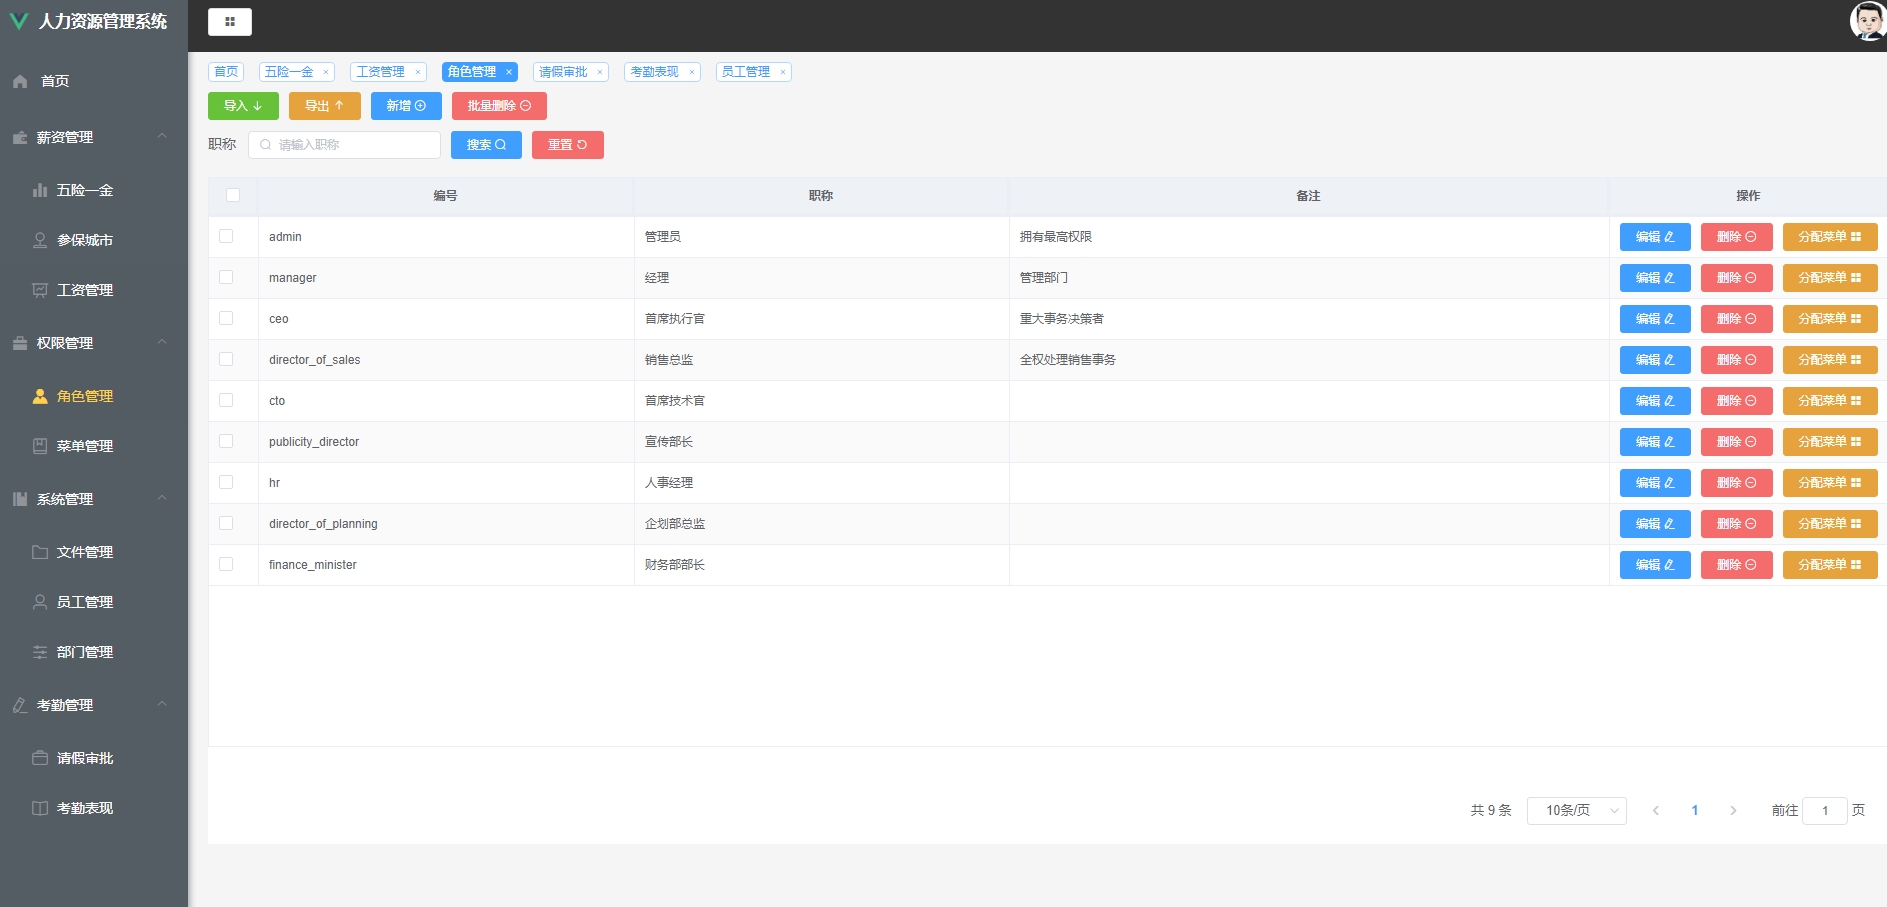 人力资源管理系统
首页
薪资管理
五险一金
参保城市
工资管理
权限管理
角色管理
菜单管理
系统管理
文件管理
员工管理
部门管理
考勤管理
请假审批
考勤表现
首页 五险一金 × 工资管理 × 角色管理 × 请假审批 × 考勤表现 × 员工管理 ×
导入 导出 新增 批量删除
职称 请输入职称 搜索 重置
编号 职称 备注 操作
admin 管理员 拥有最高权限 编辑 删除 分配菜单
manager 经理 管理部门 编辑 删除 分配菜单
ceo 首席执行官 重大事务决策者 编辑 删除 分配菜单
director_of_sales 销售总监 全权处理销售事务 编辑 删除 分配菜单
cto 首席技术官 编辑 删除 分配菜单
publicity_director 宣传部长 编辑 删除 分配菜单
hr 人事经理 编辑 删除 分配菜单
director_of_planning 企划部总监 编辑 删除 分配菜单
finance_minister 财务部部长 编辑 删除 分配菜单
共 9 条 10条/页 1 前往 1 页